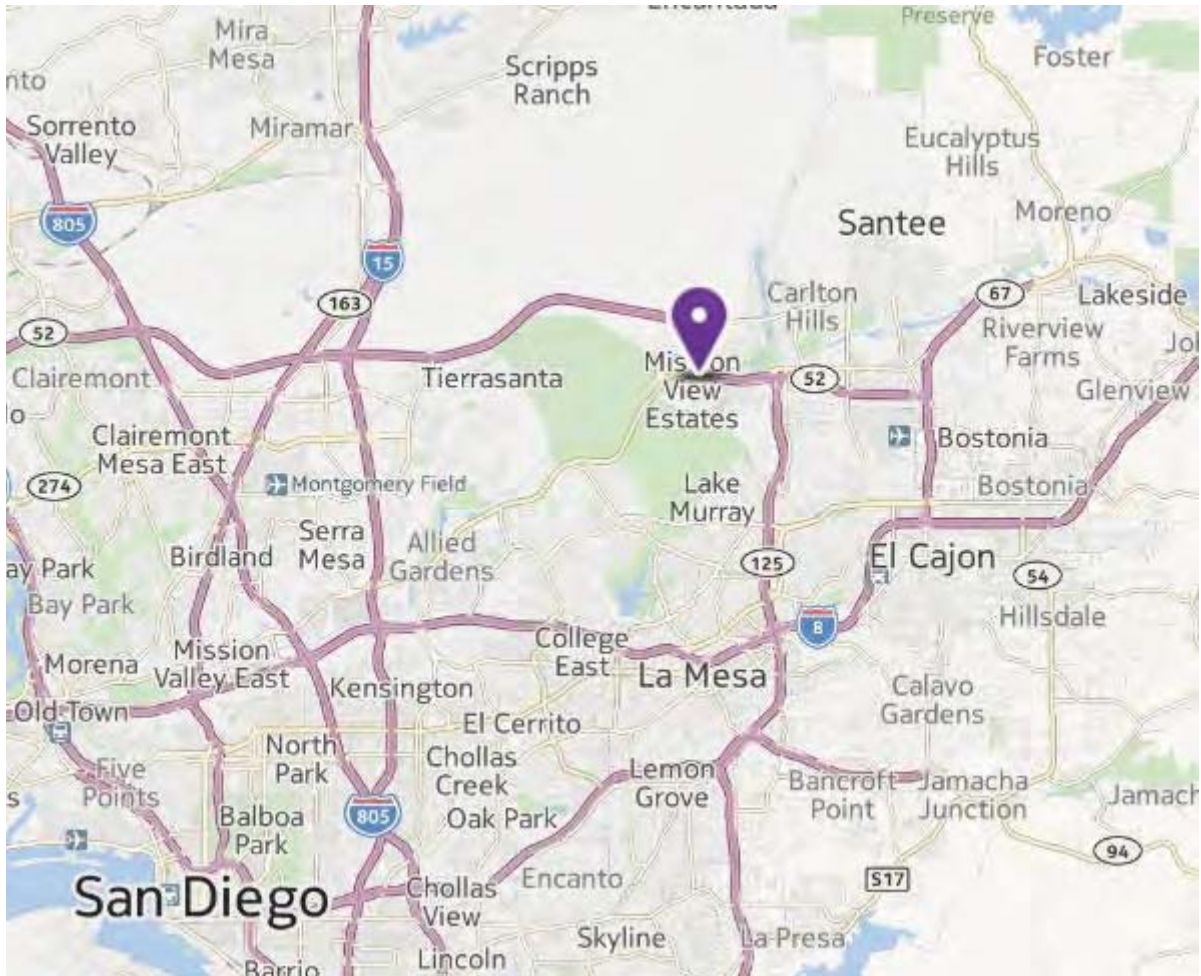 Preserve
Mira
Mesa
Foster
Scripps
Ranch
nto
Sorrento
Valley
Miramar
Eucalyptus
Hills
805
Santee
Moreno
15
163
Carlton
Hills
67
Lakeside
52
Riverview
Farms
Clairemont
Tierrasanta
View
Estates
52
Glenview
o
Clairemont
Mesa East
Bostonia
274
Montgomery Field
Lake
Murray
Bostonia
Serra
Mesa
Birdland
Allied
Gardens
ay Park
125
El Cajon
54
Bay Park
Hillsdale
8
College
East
Morena
Mission
Valley East
La Mesa
Kensington
Calavo
Gardens
Old Town
El Cerrito
North
Park
Chollas
Creek
Five
Points
Lemon
Grove
Bancroft
Point
Jamacha
Junction
s
Jamach
805
Balboa
Park
Oak Park
94
San Diego
Chollas
View
Encanto
S17
Skyline
La Presa
Lincoln
Barrio